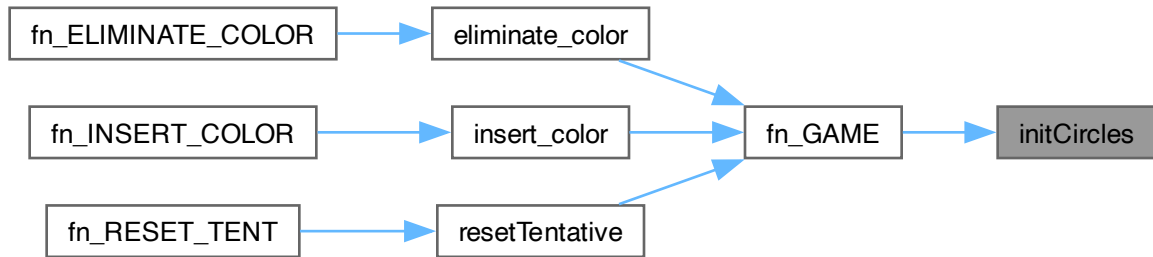 fn_ELIMINATE_COLOR
eliminate_color
fn_INSERT_COLOR
insert_color
fn_GAME
initCircles
fn_RESET_TENT
resetTentative